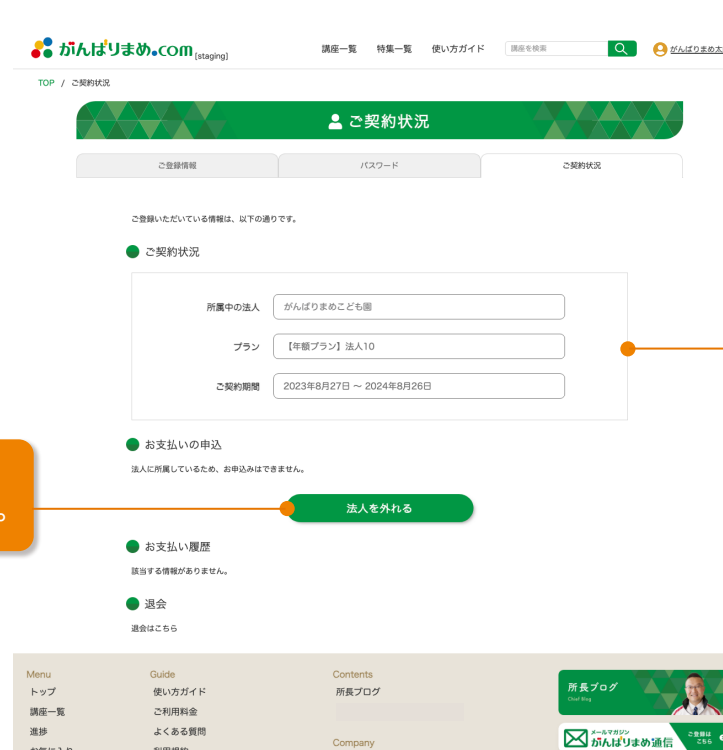 がんばりまめ.com [staging]
講座一覧 特集一覧 使い方ガイド 講座を検索 がんばりまめ太
TOP / ご契約状況
ご契約状況
ご登録情報 パスワード ご契約状況
ご登録いただいている情報は、以下の通りです。
ご契約状況
所属中の法人 がんばりまめこども園
プラン 【年額プラン】法人10
ご契約期間 2023年8月27日 〜 2024年8月26日
お支払いの申込
法人に所属しているため、お申込みはできません。
。
法人を外れる
お支払い履歴
該当する情報がありません。
退会
退会はこちら
Menu Guide Contents
トップ 使い方ガイド 所長ブログ
講座一覧 ご利用料金
進捗 よくある質問
Company
所長ブログ
Chief Blog
メールマガジン
がんばりまめ通信
ご登録は
こちら